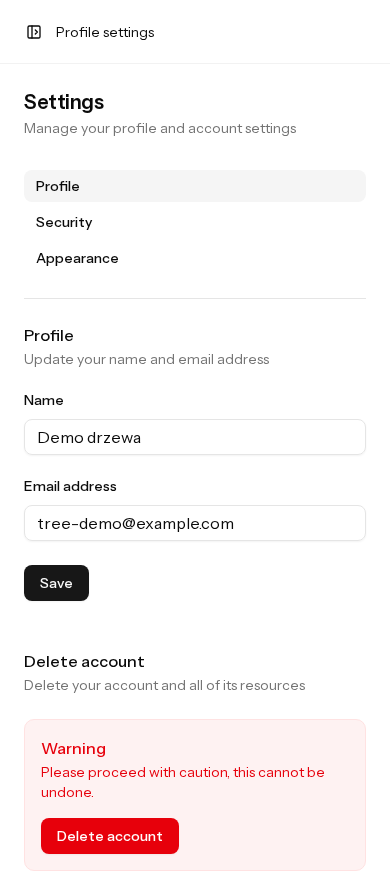 Profile settings
Settings
Manage your profile and account settings
Profile
Security
Appearance
Profile
Update your name and email address
Name
Demo drzewa
Email address
tree-demo@example.com
Save
Delete account
Delete your account and all of its resources
Warning
Please proceed with caution, this cannot be
undone.
Delete account